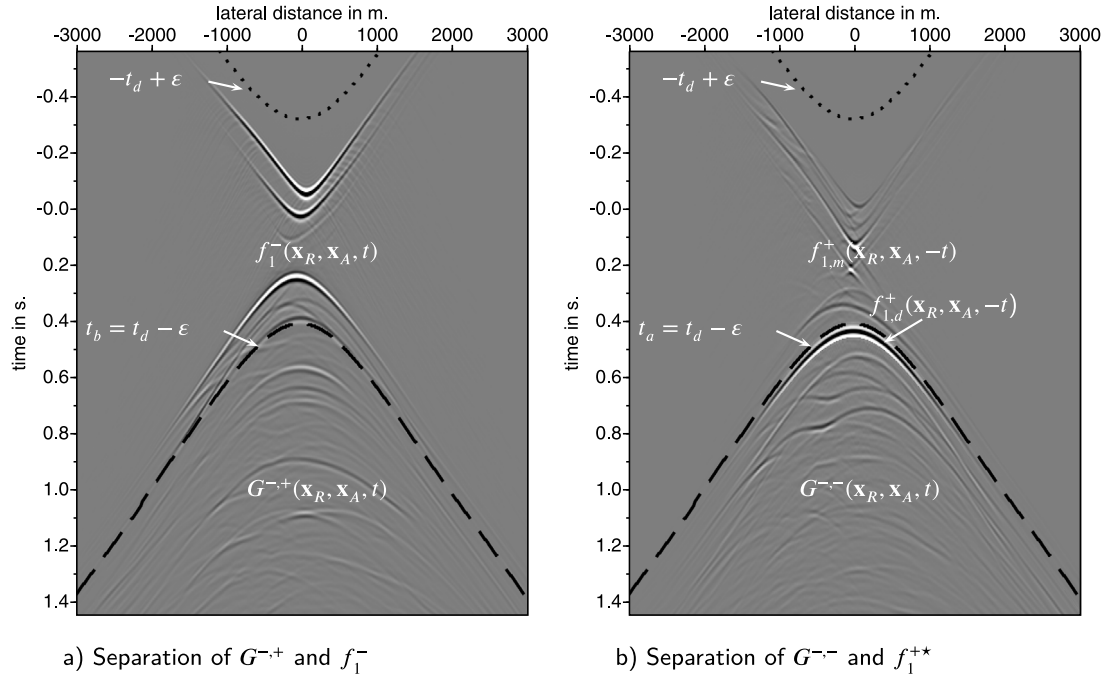 lateral distance in m.
-3000 -2000 -1000 0 1000 2000 3000
time in s.
-0.4
-0.2
-0.0
0.2
0.4
0.6
0.8
1.0
1.2
1.4
−t_d + ε
f_1^−(x_R, x_A, t)
t_b = t_d − ε
G^{−,+}(x_R, x_A, t)
a) Separation of G^{−,+} and f_1^−
lateral distance in m.
-3000 -2000 -1000 0 1000 2000 3000
time in s.
-0.4
-0.2
-0.0
0.2
0.4
0.6
0.8
1.0
1.2
1.4
−t_d + ε
f_{1,m}^+(x_R, x_A, −t)
f_{1,d}^+(x_R, x_A, −t)
t_a = t_d − ε
G^{−,−}(x_R, x_A, t)
b) Separation of G^{−,−} and f_1^{+⋆}